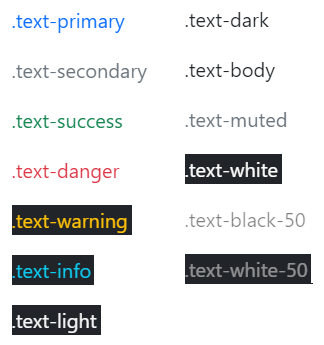 .text-primary
.text-secondary
.text-success
.text-danger
.text-warning
.text-info
.text-light
.text-dark
.text-body
.text-muted
.text-white
.text-black-50
.text-white-50